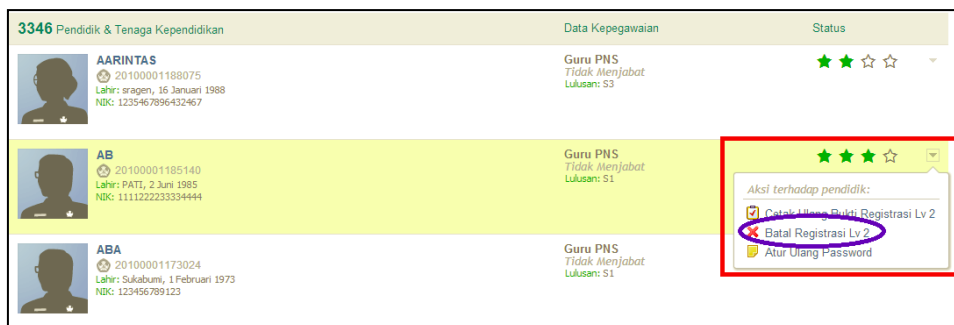 3346 Pendidik & Tenaga Kependidikan Data Kepegawaian Status
AARINTAS
20100001188075
Lahir: sragen, 16 Januari 1988
NIK: 1235467896432467
Guru PNS
Tidak Menjabat
Lulusan: S3
AB
20100001185140
Lahir: PATI, 2 Juni 1985
NIK: 1111222233334444
Guru PNS
Tidak Menjabat
Lulusan: S1
Aksi terhadap pendidik:
Cetak Ulang Bukti Registrasi Lv 2
Batal Registrasi Lv 2
Atur Ulang Password
ABA
20100001173024
Lahir: Sukabumi, 1 Februari 1973
NIK: 123456789123
Guru PNS
Tidak Menjabat
Lulusan: S1